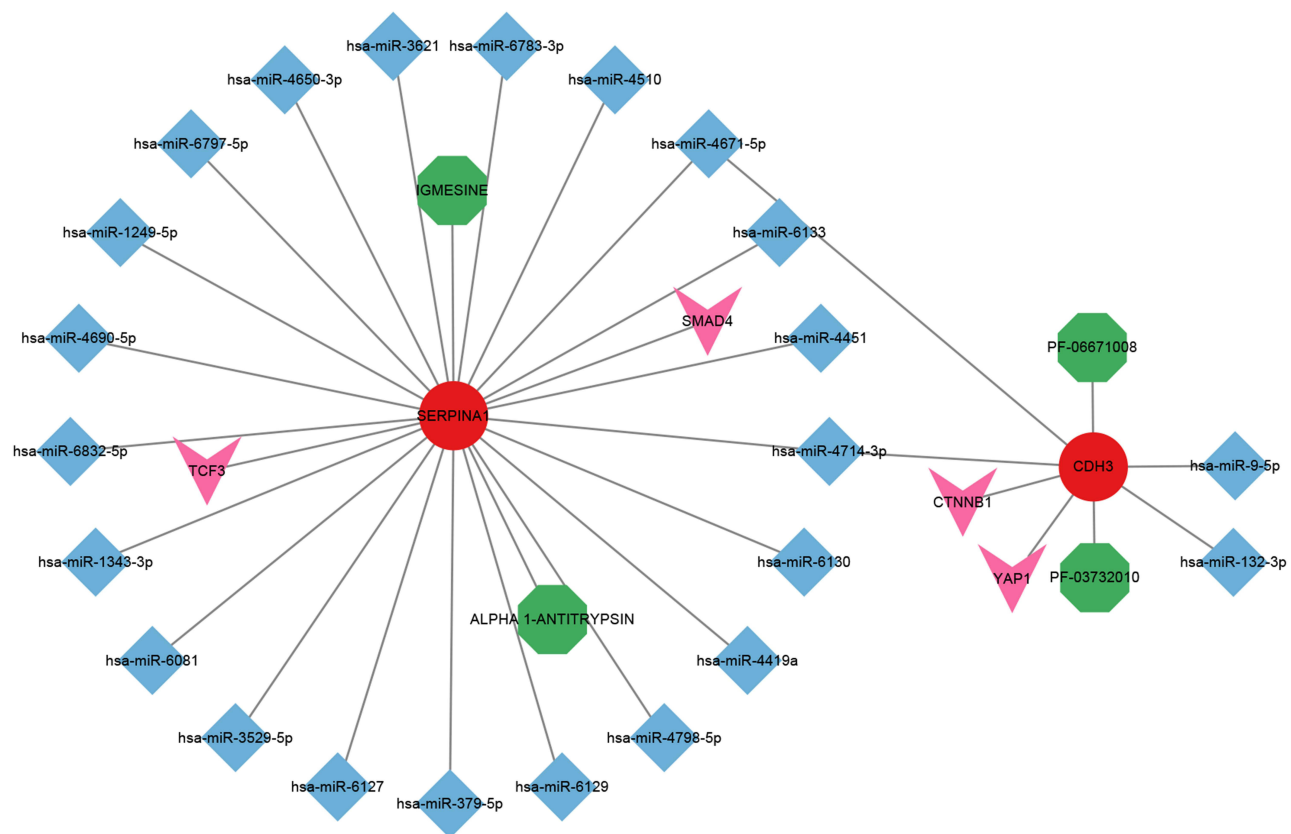 hsa-miR-3621
hsa-miR-6783-3p
hsa-miR-4650-3p
hsa-miR-4510
hsa-miR-6797-5p
hsa-miR-4671-5p
IGMESINE
hsa-miR-1249-5p
hsa-miR-6133
SMAD4
hsa-miR-4690-5p
hsa-miR-4451
PF-06671008
SERPINA1
hsa-miR-6832-5p
TCF3
hsa-miR-4714-3p
CDH3
hsa-miR-9-5p
CTNNB1
hsa-miR-1343-3p
hsa-miR-6130
YAP1
PF-03732010
hsa-miR-132-3p
ALPHA 1-ANTITRYPSIN
hsa-miR-6081
hsa-miR-4419a
hsa-miR-3529-5p
hsa-miR-4798-5p
hsa-miR-6127
hsa-miR-6129
hsa-miR-379-5p